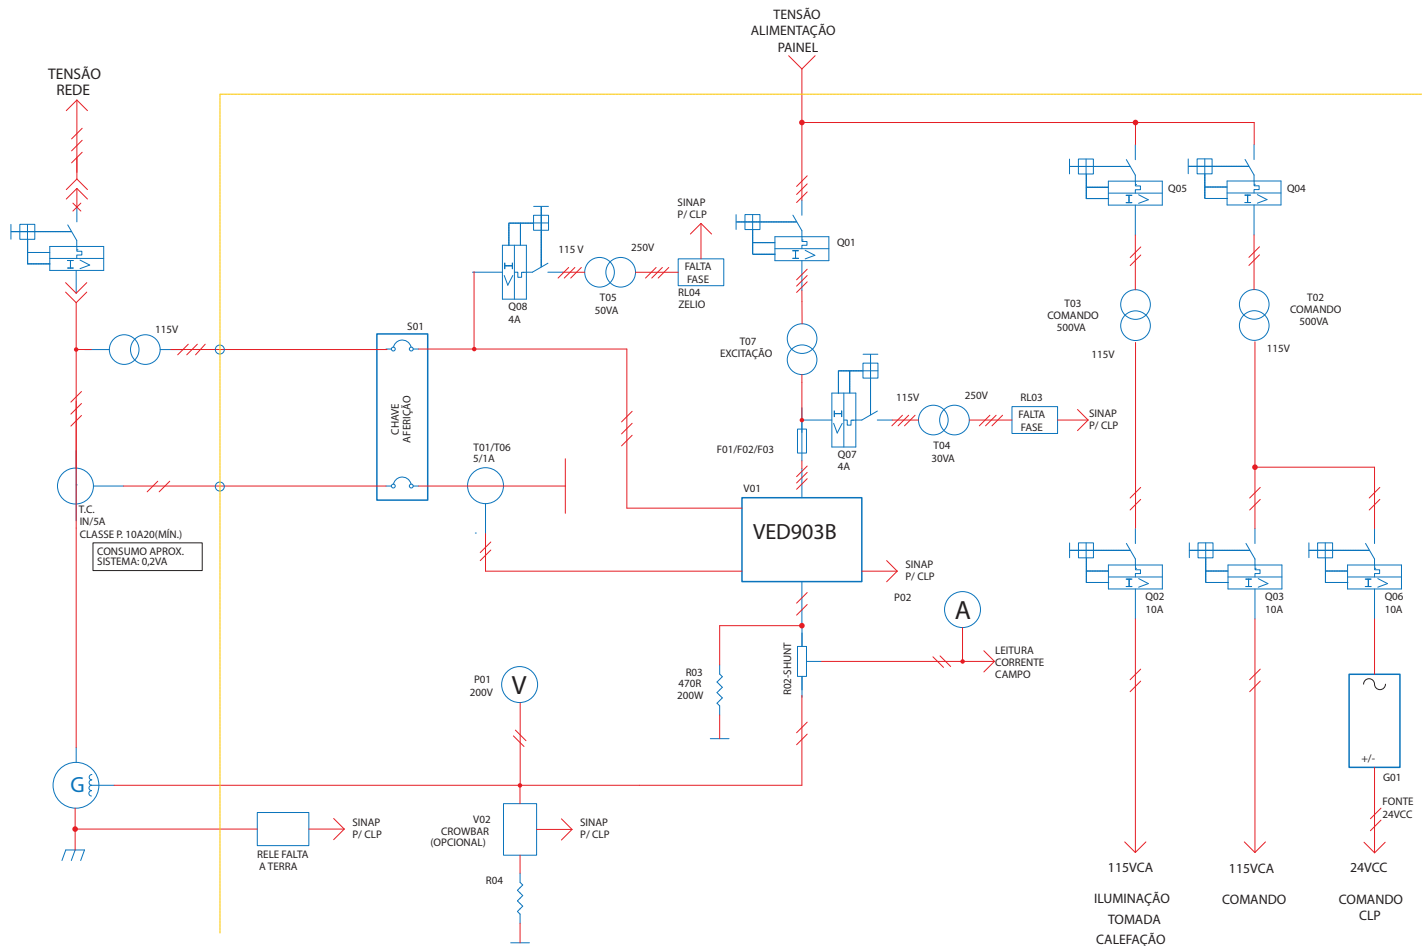 TENSÃO
ALIMENTAÇÃO
PAINEL
TENSÃO
REDE
Q05
Q04
SINAP
P/ CLP
115 V
250V
FALTA
FASE
RL04
ZELIO
T05
50VA
Q08
4A
Q01
T03
COMANDO
500VA
115V
T02
COMANDO
500VA
115V
115V
S01
CHAVE
AFERIÇÃO
T07
EXCITAÇÃO
115V
250V
RL03
FALTA
FASE
SINAP
P/ CLP
T04
30VA
Q07
4A
F01/F02/F03
T01/T06
5/1A
V01
VED903B
SINAP
P/ CLP
P02
T.C.
IN/5A
CLASSE P. 10A20(MÍN.)
CONSUMO APROX.
SISTEMA: 0,2VA
Q02
10A
Q03
10A
Q06
10A
A
LEITURA
CORRENTE
CAMPO
R02-SHUNT
R03
470R
200W
P01
200V
V
G
+/-
G01
FONTE
24VCC
V02
CROWBAR
(OPCIONAL)
SINAP
P/ CLP
SINAP
P/ CLP
RELE FALTA
A TERRA
R04
115VCA
ILUMINAÇÃO
TOMADA
CALEFAÇÃO
115VCA
COMANDO
24VCC
COMANDO
CLP